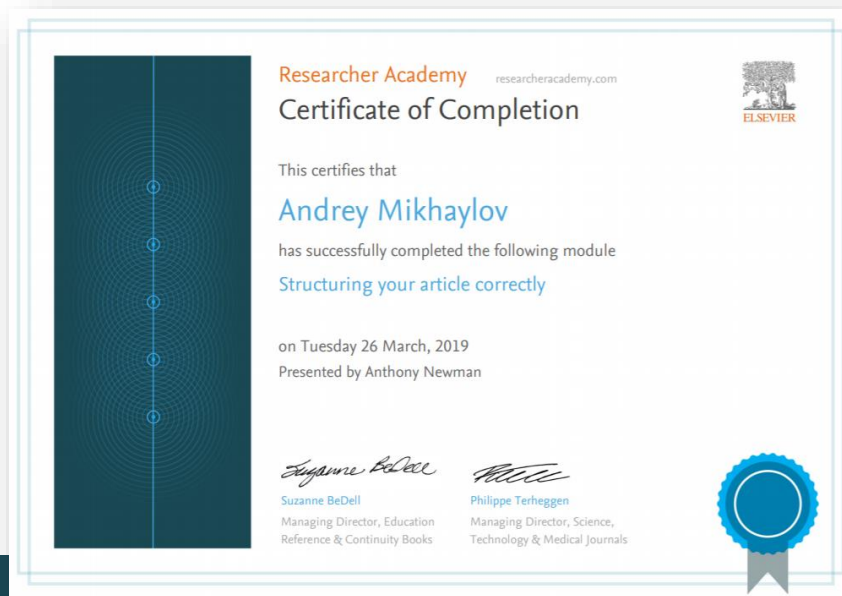 Researcher Academy researcheracademy.com
Certificate of Completion
ELSEVIER
This certifies that
Andrey Mikhaylov
has successfully completed the following module
Structuring your article correctly
on Tuesday 26 March, 2019
Presented by Anthony Newman
Suzanne BeDell
Suzanne BeDell
Managing Director, Education
Reference & Continuity Books
Philippe Terheggen
Managing Director, Science,
Technology & Medical Journals